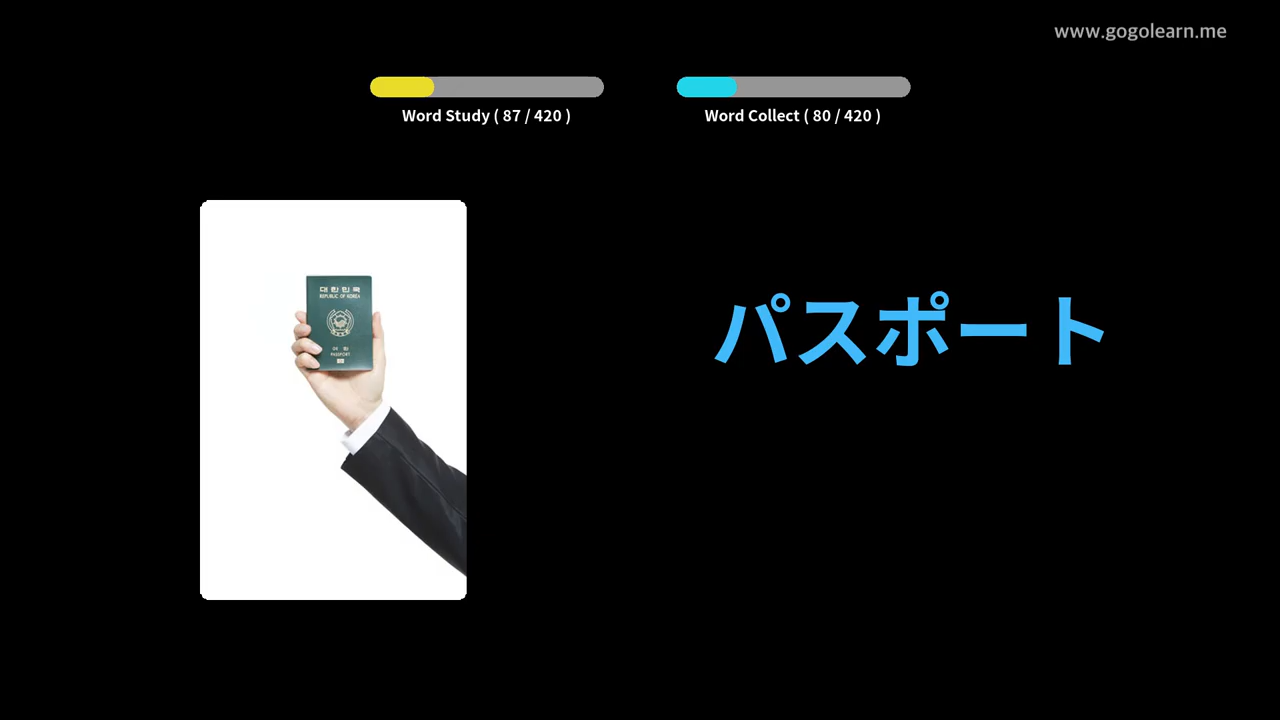 www.gogolearn.me
Word Study ( 87 / 420 )
Word Collect ( 80 / 420 )
대한민국
REPUBLIC OF KOREA
PASSPORT
パスポート